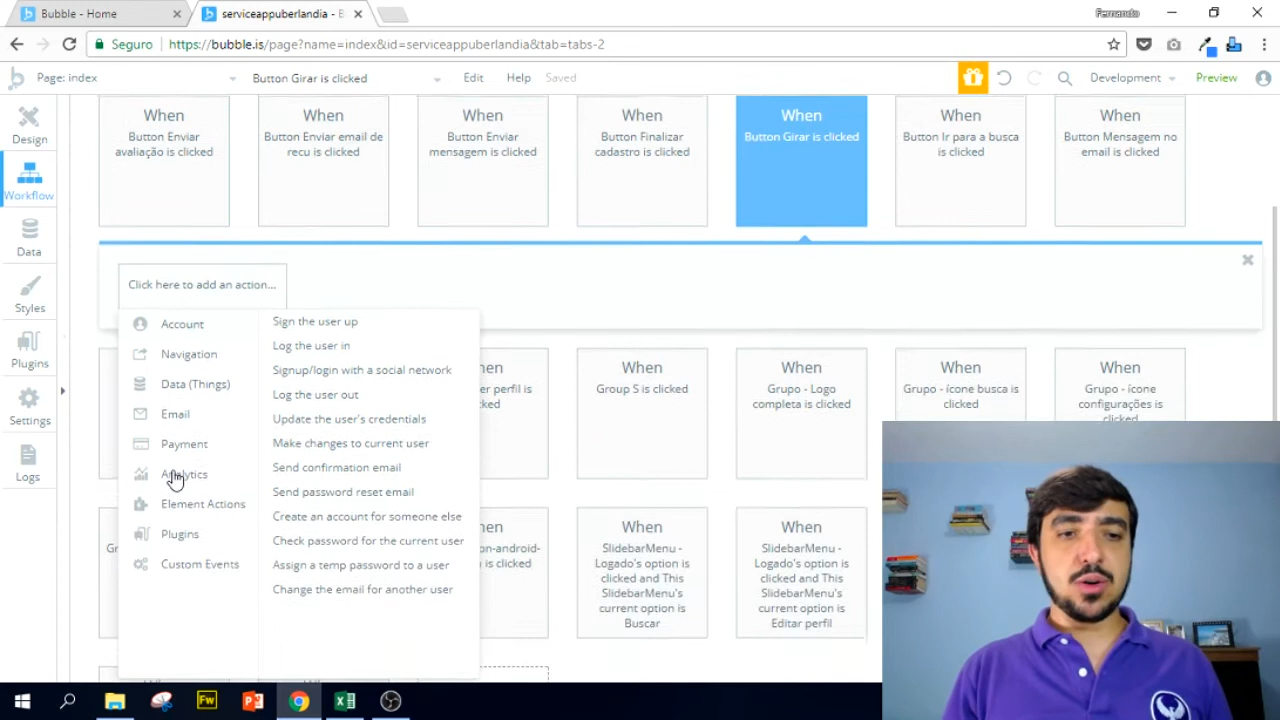 Bubble - Home
serviceappuberlandia - B
Fernando
Seguro
https://bubble.is/page?name=index&id=serviceappuberlandia&tab=tabs-2
Page: index
Button Girar is clicked
Edit
Help
Saved
Development
Preview
Design
Workflow
Data
Styles
Plugins
Settings
Logs
When
Button Enviar
avaliação is clicked
When
Button Enviar email de
recu is clicked
When
Button Enviar
mensagem is clicked
When
Button Finalizar
cadastro is clicked
When
Button Girar is clicked
When
Button Ir para a busca
is clicked
When
Button Mensagem no
email is clicked
Click here to add an action...
Account
Navigation
Data (Things)
Email
Payment
Analytics
Element Actions
Plugins
Custom Events
Sign the user up
Log the user in
Signup/login with a social network
Log the user out
Update the user's credentials
Make changes to current user
Send confirmation email
Send password reset email
Create an account for someone else
Check password for the current user
Assign a temp password to a user
Change the email for another user
er perfil is
When
Group S is clicked
When
Grupo - Logo
completa is clicked
When
Grupo - ícone busca is
clicked
When
Grupo - ícone
configurações is
clicked
on-android-
is clicked
When
SlidebarMenu -
Logado's option is
clicked and This
SlidebarMenu's
current option is
Buscar
When
SlidebarMenu -
Logado's option is
clicked and This
SlidebarMenu's
current option is
Editar perfil